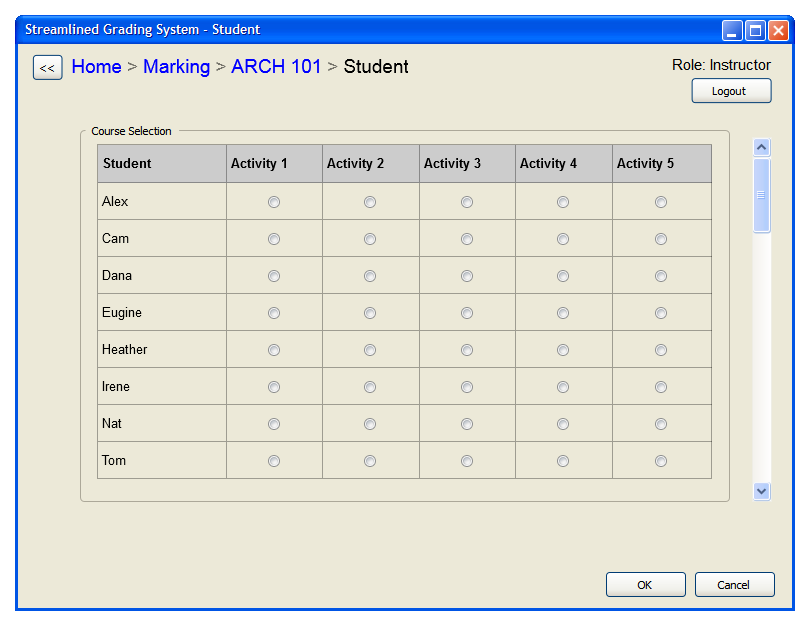 Streamlined Grading System - Student
<< Home > Marking > ARCH 101 > Student
Role: Instructor
Logout
Course Selection
Student Activity 1 Activity 2 Activity 3 Activity 4 Activity 5
Alex
Cam
Dana
Eugine
Heather
Irene
Nat
Tom
OK Cancel